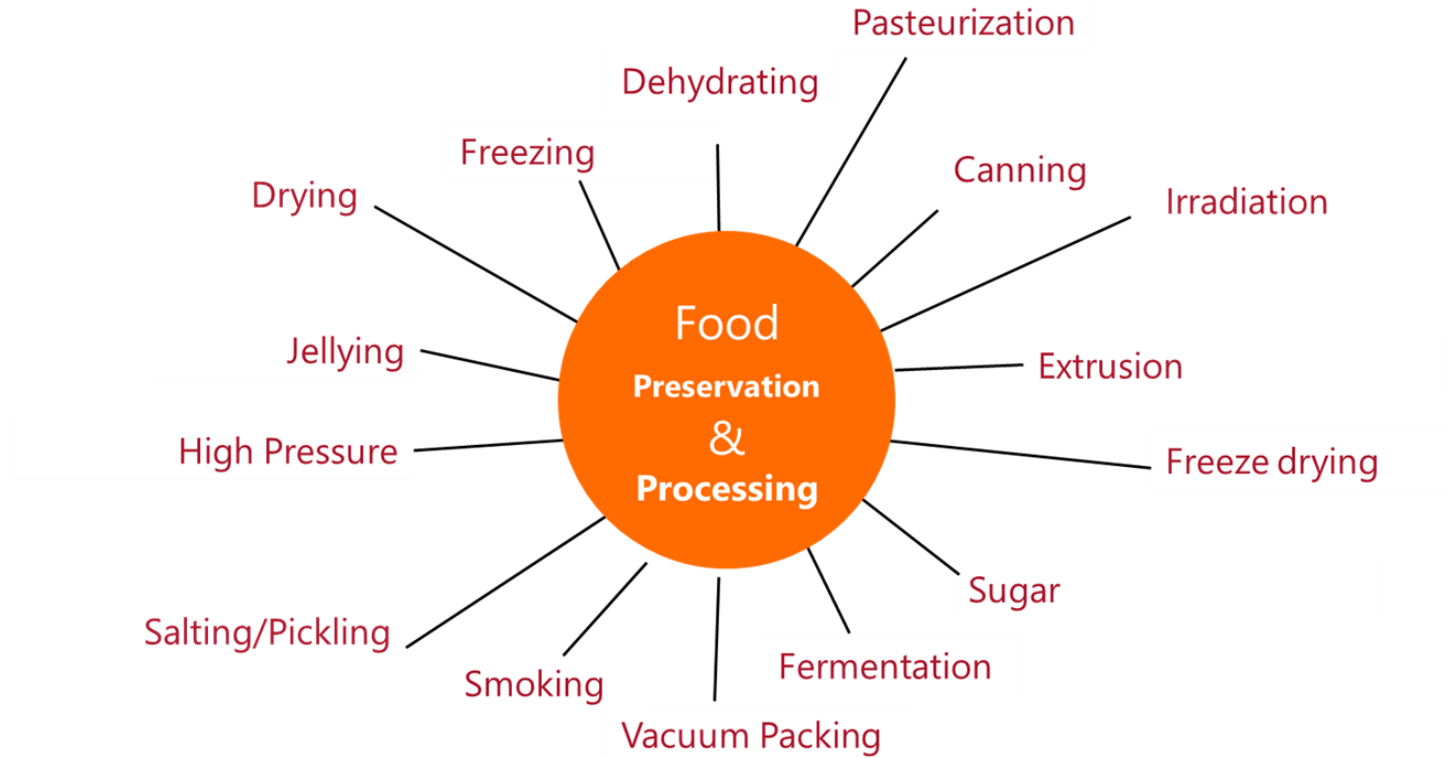 Pasteurization
Dehydrating
Freezing
Canning
Drying
Irradiation
Food
Jellying
Extrusion
Preservation
&
High Pressure
Freeze drying
Processing
Sugar
Salting/Pickling
Fermentation
Smoking
Vacuum Packing